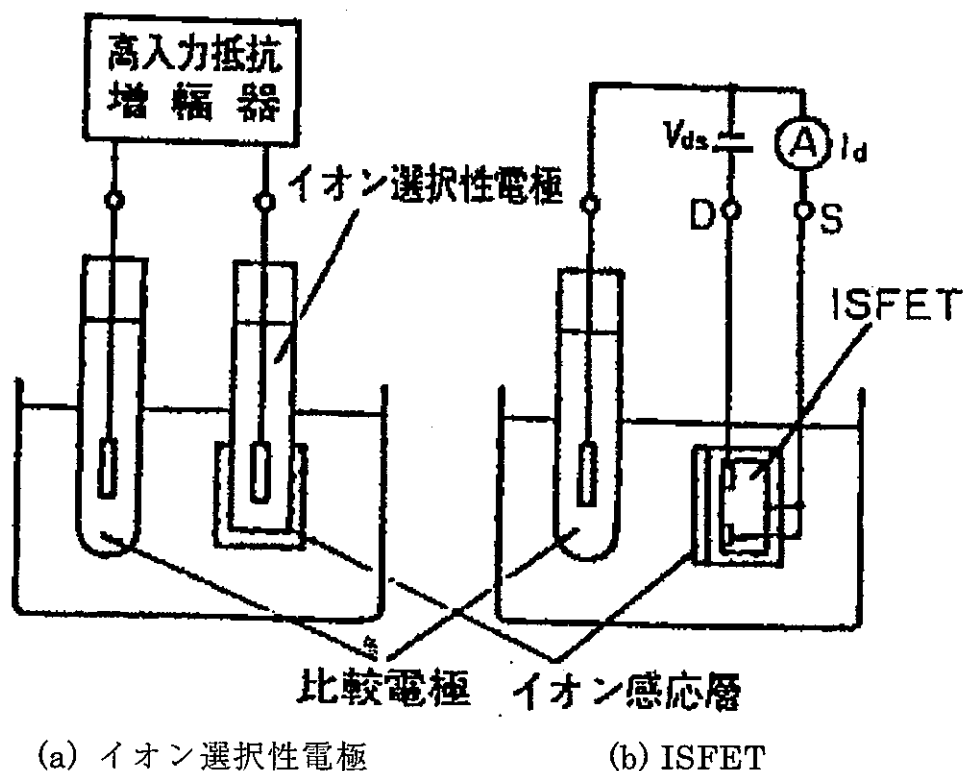 高入力抵抗
増幅器
イオン選択性電極
Vds
A
Id
D
S
ISFET
比較電極
イオン感応層
(a) イオン選択性電極
(b) ISFET